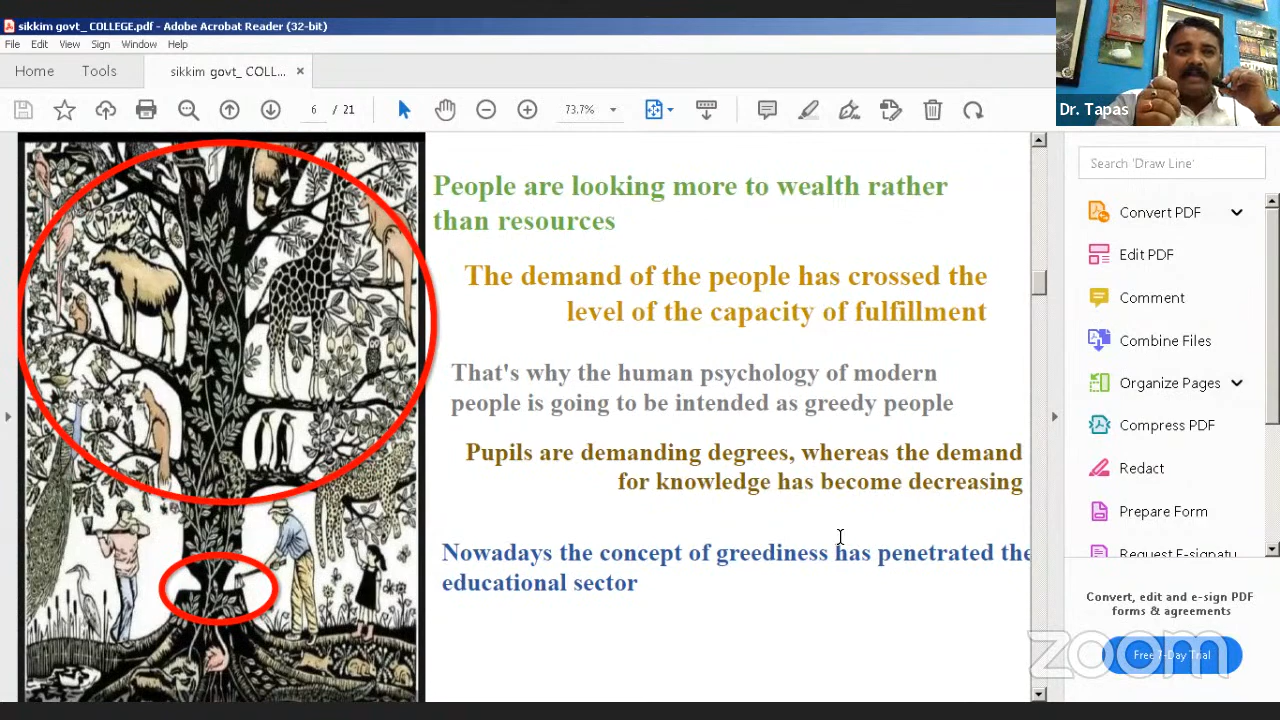 sikkim govt_ COLLEGE.pdf - Adobe Acrobat Reader (32-bit)
File Edit View Sign Window Help
Home Tools sikkim govt_ COLL... ×
6 / 21 73.7%
Dr. Tapas
People are looking more to wealth rather
than resources
The demand of the people has crossed the
level of the capacity of fulfillment
That's why the human psychology of modern
people is going to be intended as greedy people
Pupils are demanding degrees, whereas the demand
for knowledge has become decreasing
Nowadays the concept of greediness has penetrated the
educational sector
Search 'Draw Line'
Convert PDF
Edit PDF
Comment
Combine Files
Organize Pages
Compress PDF
Redact
Prepare Form
Request E-signatu
Convert, edit and e-sign PDF
forms & agreements
Free 7-Day Trial
zoom